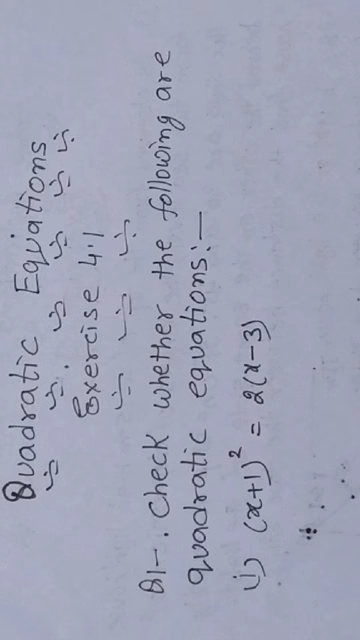 Quadratic Equations
Exercise 4.1
Q1-. Check whether the following are
quadratic equations:-
i) (x+1)² = 2(x-3)